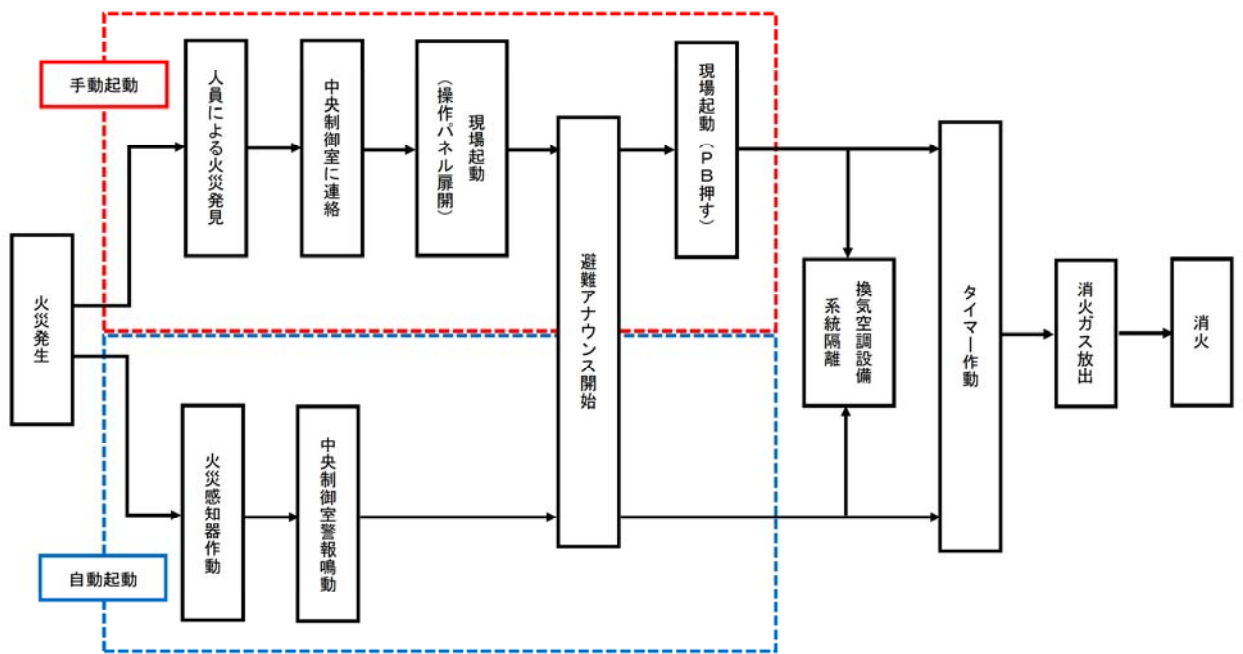 手動起動
人員による火災発見
中央制御室に連絡
現場起動
（操作パネル扉開）
避難アナウンス開始
現場起動（ＰＢ押す）
火災発生
換気空調設備
系統隔離
タイマー作動
消火ガス放出
消火
自動起動
火災感知器作動
中央制御室警報鳴動